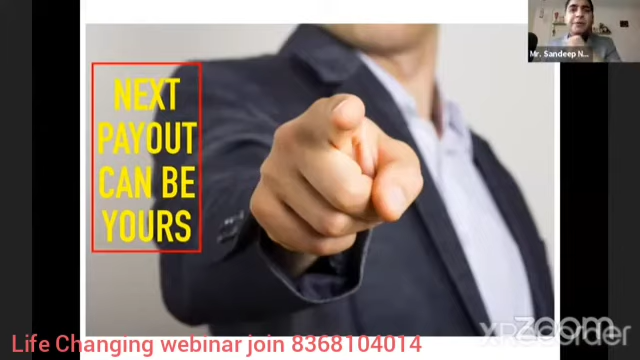 Mr. Sandeep N...
NEXT
PAYOUT
CAN BE
YOURS
zoom
XRecorder
Life Changing webinar join 8368104014